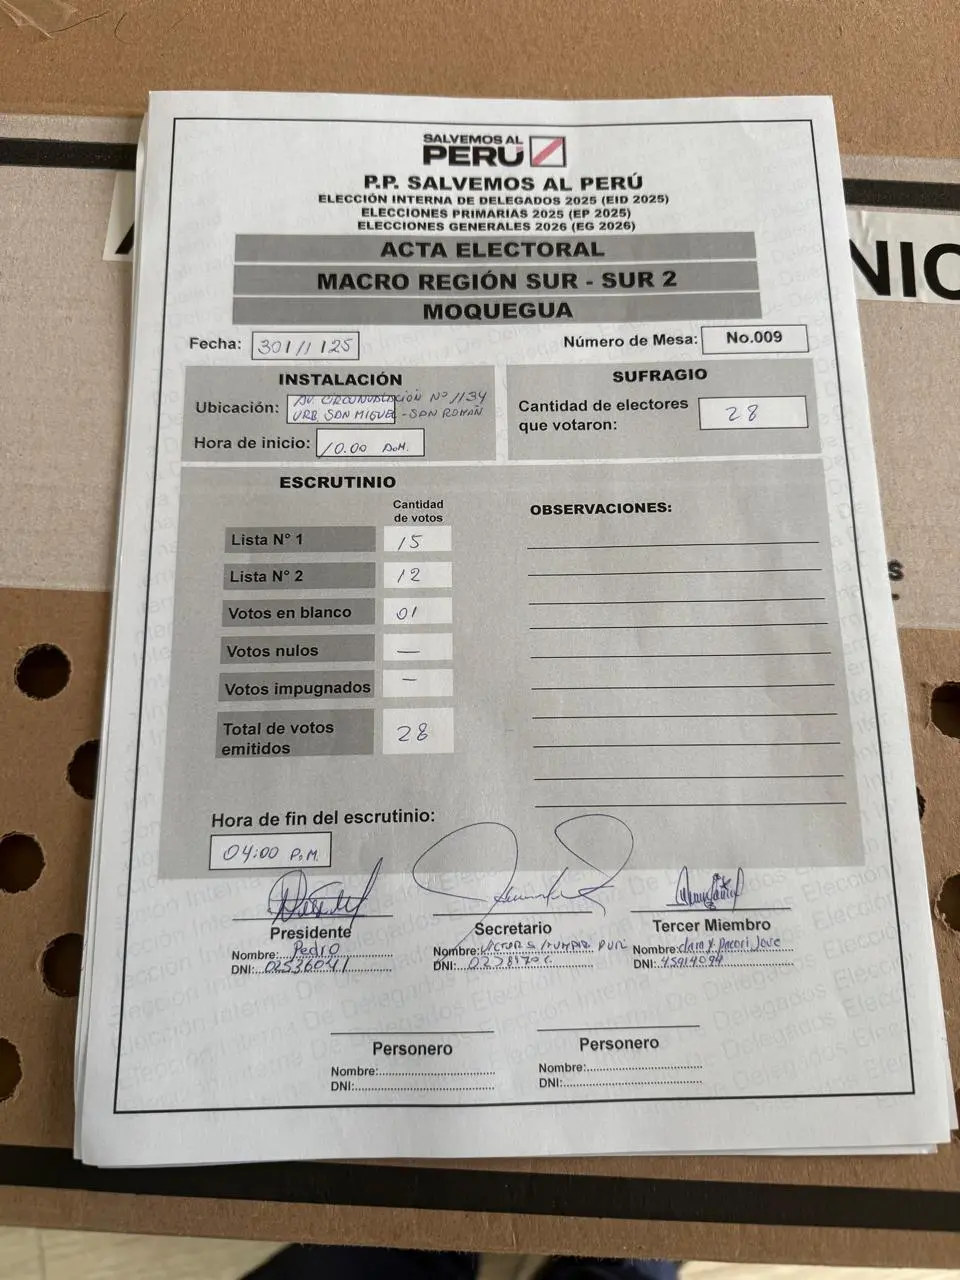 SALVEMOS AL
PERÚ
P.P. SALVEMOS AL PERÚ
ELECCIÓN INTERNA DE DELEGADOS 2025 (EID 2025)
ELECCIONES PRIMARIAS 2025 (EP 2025)
ELECCIONES GENERALES 2026 (EG 2026)
ACTA ELECTORAL
MACRO REGIÓN SUR - SUR 2
MOQUEGUA
NIC
Fecha: 30/11/25
Número de Mesa: No.009
INSTALACIÓN
Ubicación: AV. CIRCUNVALACIÓN Nº 1134
URB. SAN MIGUEL - SAN ROMÁN
Hora de inicio: 10.00 A.M.
SUFRAGIO
Cantidad de electores
que votaron: 28
ESCRUTINIO
Cantidad
de votos
Lista N° 1 15
Lista N° 2 12
Votos en blanco 01
Votos nulos —
Votos impugnados —
Total de votos
emitidos 28
OBSERVACIONES:
Hora de fin del escrutinio:
04:00 P.M.
Presidente
Nombre: Pedro
DNI: 02536041
Secretario
Nombre: VICTOR
DNI:
Tercer Miembro
Nombre: Pacori Jove
DNI: 45914094
Personero
Nombre:
DNI:
Personero
Nombre:
DNI: